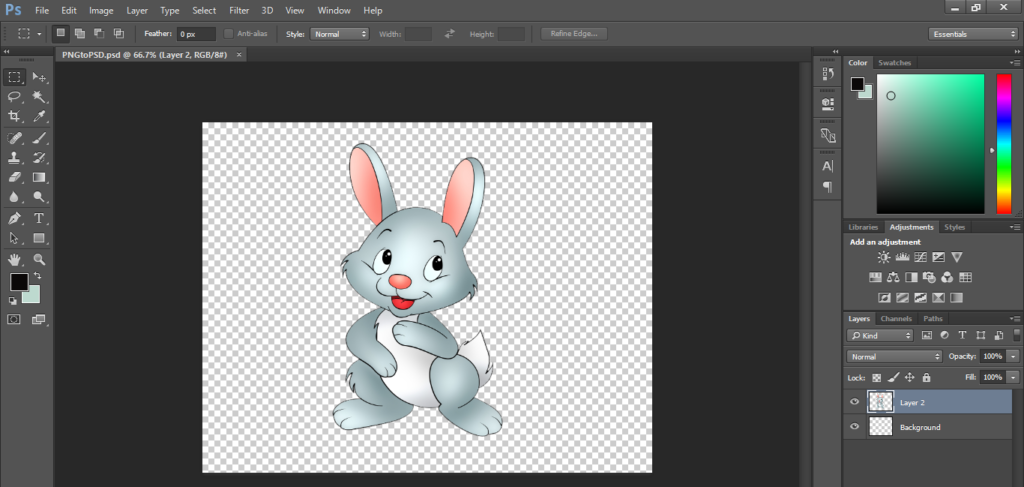 Ps File Edit Image Layer Type Select Filter 3D View Window Help
Feather: 0 px Anti-alias Style: Normal Width: Height: Refine Edge... Essentials
PNGtoPSD.psd @ 66.7% (Layer 2, RGB/8#) ×
Color Swatches
Libraries Adjustments Styles
Add an adjustment
Layers Channels Paths
Kind
Normal Opacity: 100%
Lock: Fill: 100%
Layer 2
Background